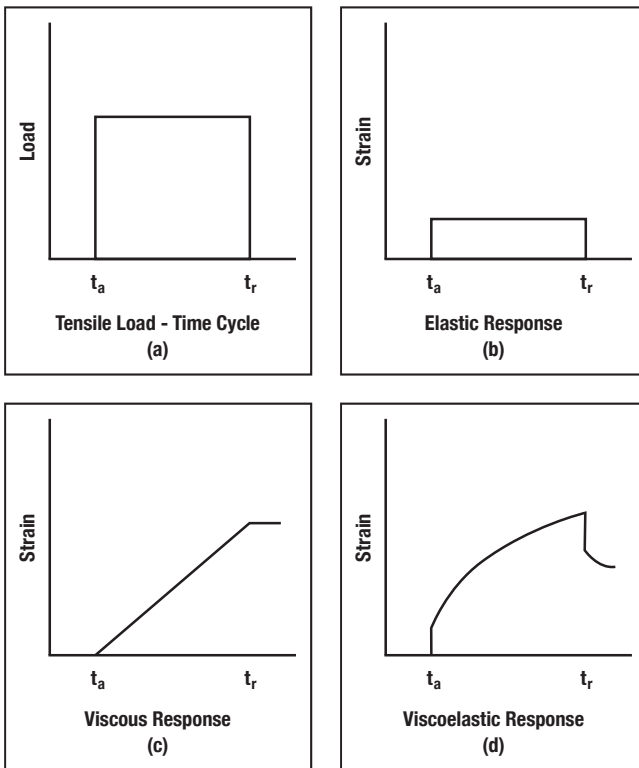 Load
tₐ
tᵣ
Tensile Load - Time Cycle
(a)
Strain
tₐ
tᵣ
Elastic Response
(b)
Strain
tₐ
tᵣ
Viscous Response
(c)
Strain
tₐ
tᵣ
Viscoelastic Response
(d)